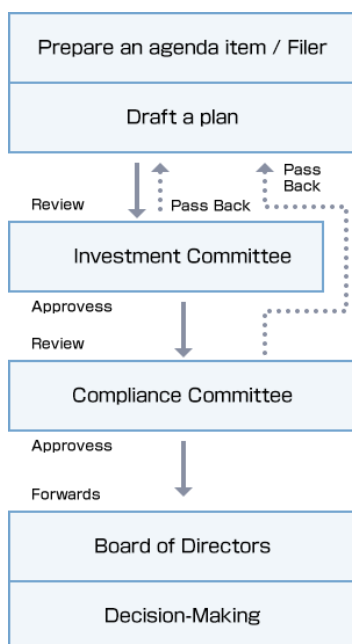 Prepare an agenda item / Filer
Draft a plan
Pass
Back
Review
Pass Back
Investment Committee
Approvess
Review
Compliance Committee
Approvess
Forwards
Board of Directors
Decision-Making